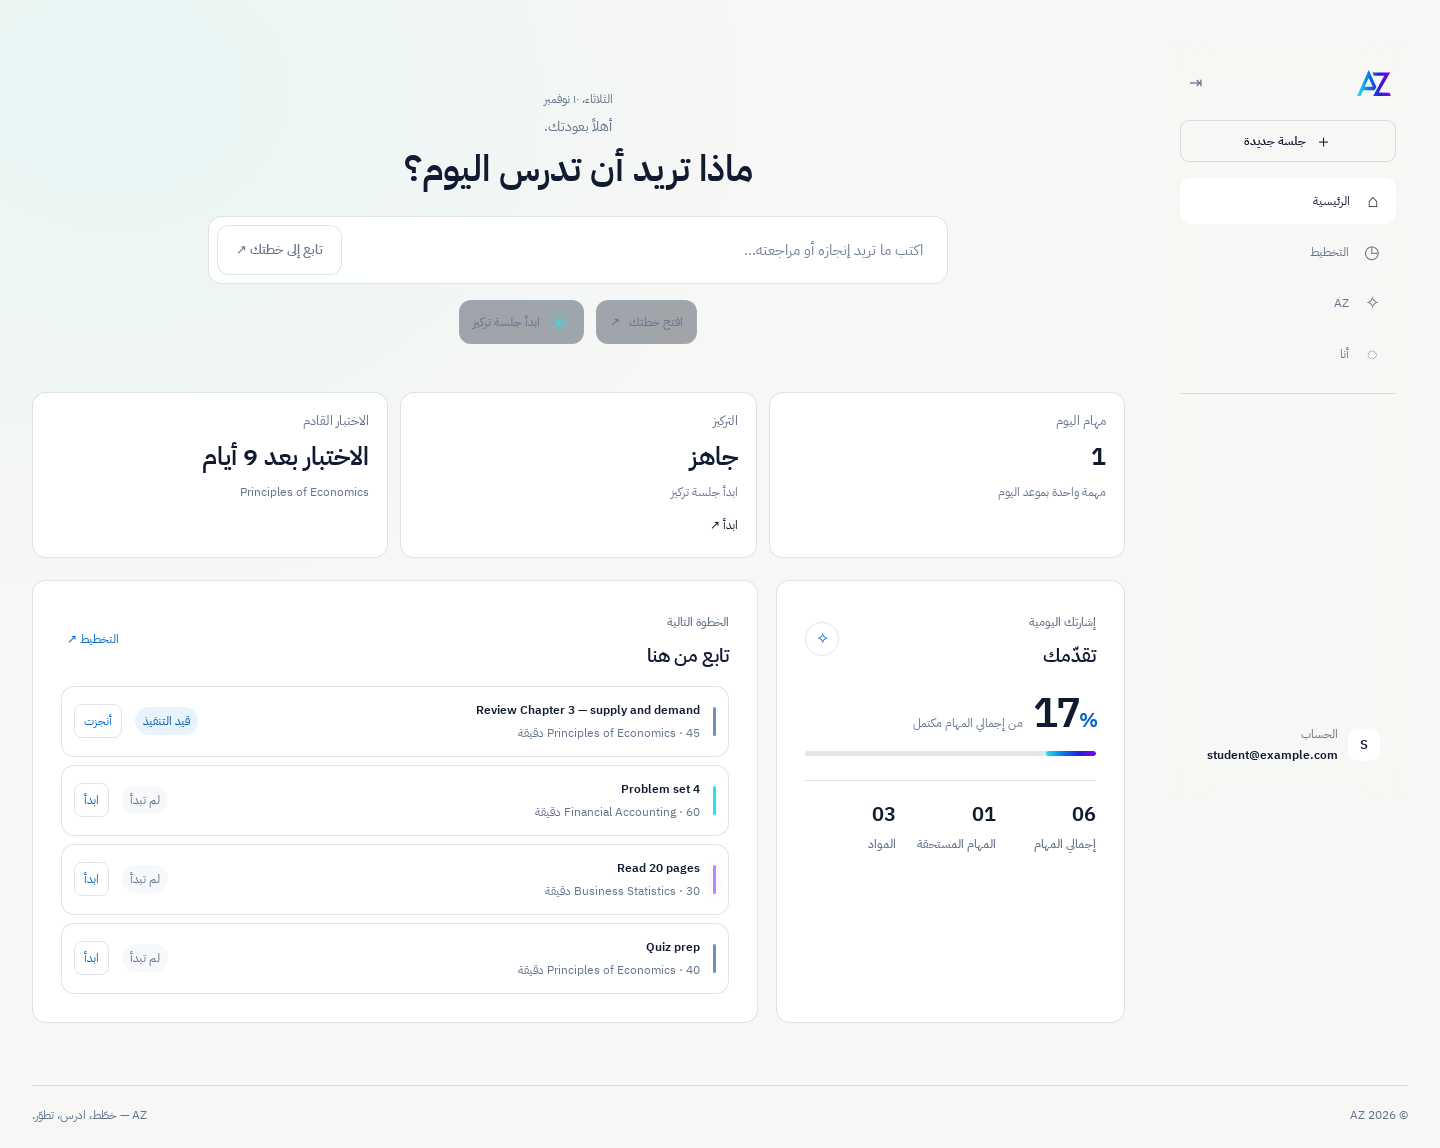 AZ
⇥
+ جلسة جديدة
الرئيسية
التخطيط
AZ
أنا
الحساب
S
student@example.com
الثلاثاء، ١٠ نوفمبر
أهلاً بعودتك.
ماذا تريد أن تدرس اليوم؟
اكتب ما تريد إنجازه أو مراجعته...
تابع إلى خطتك ↗
افتح خطتك ↗
ابدأ جلسة تركيز
مهام اليوم
1
مهمة واحدة بموعد اليوم
التركيز
جاهز
ابدأ جلسة تركيز
ابدأ ↗
الاختبار القادم
الاختبار بعد 9 أيام
Principles of Economics
إشارتك اليومية
تقدّمك
17%
من إجمالي المهام مكتمل
06
إجمالي المهام
01
المهام المستحقة
03
المواد
الخطوة التالية
تابع من هنا
التخطيط ↗
Review Chapter 3 — supply and demand
Principles of Economics · 45 دقيقة
قيد التنفيذ
أنجزت
Problem set 4
Financial Accounting · 60 دقيقة
لم تبدأ
ابدأ
Read 20 pages
Business Statistics · 30 دقيقة
لم تبدأ
ابدأ
Quiz prep
Principles of Economics · 40 دقيقة
لم تبدأ
ابدأ
© 2026 AZ
AZ — خطّط، ادرس، تطوّر.